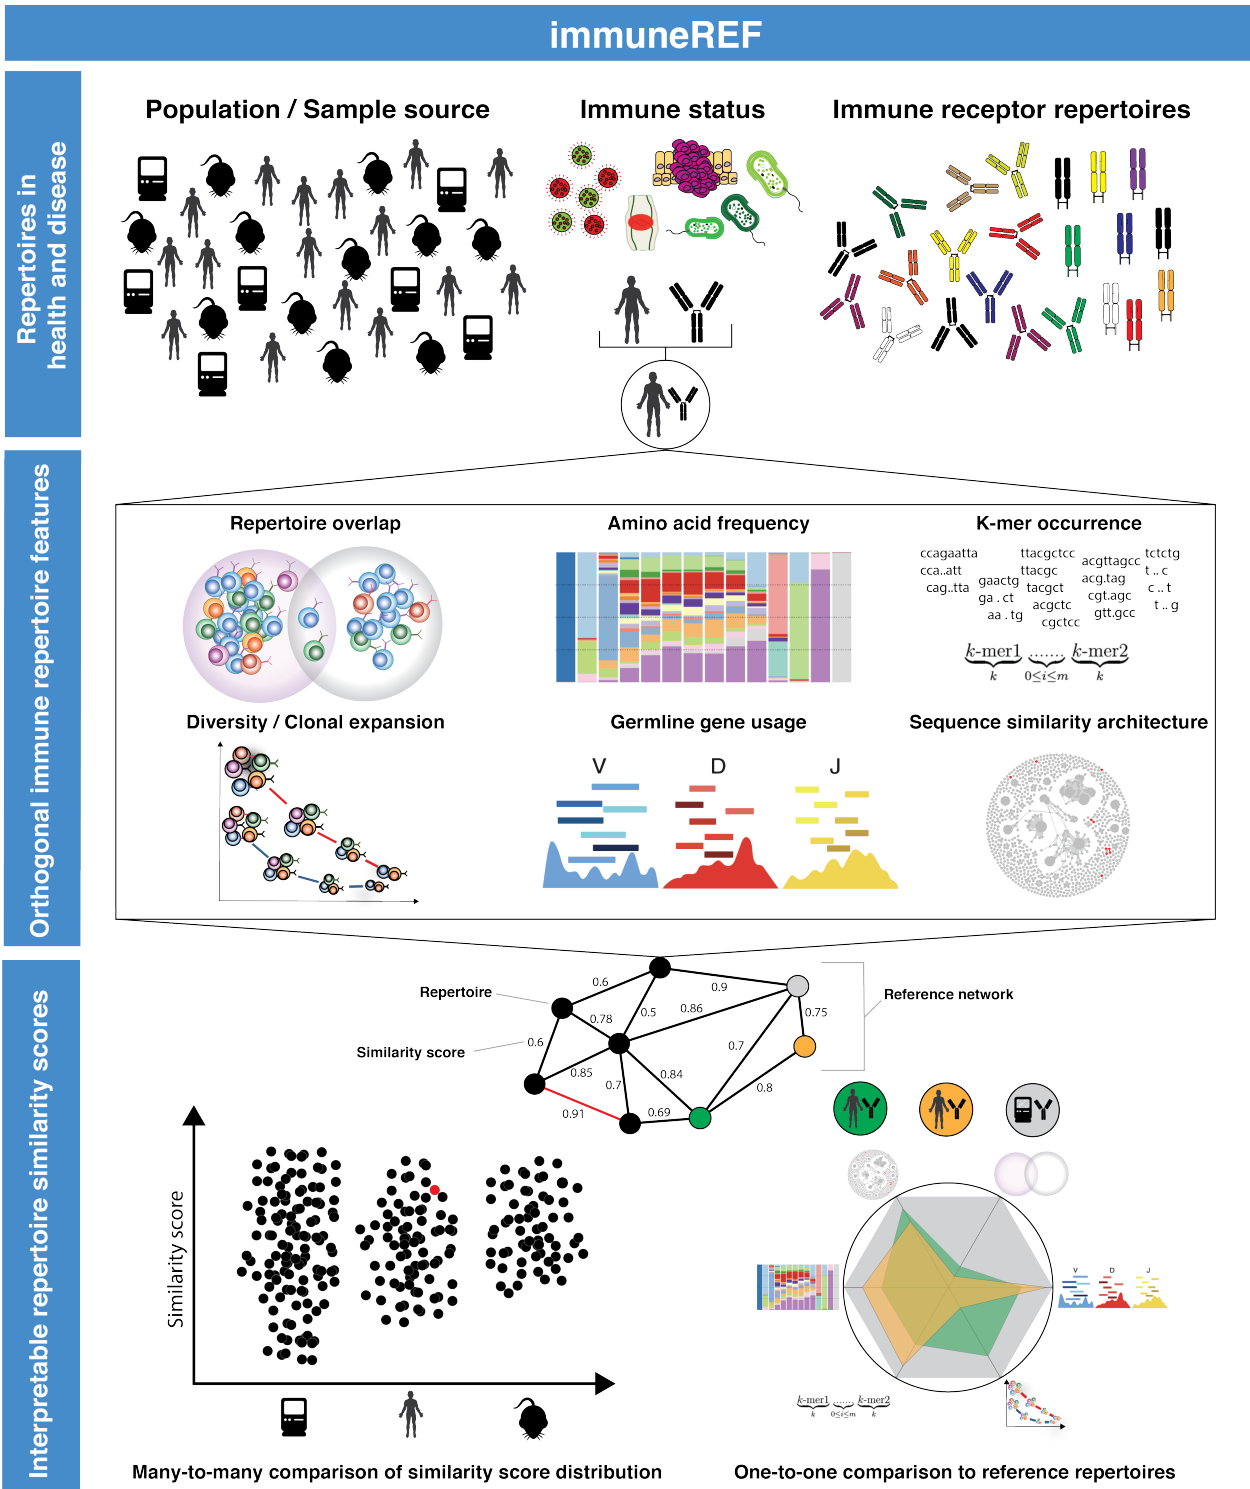 immuneREF
Repertoires in
health and disease
Population / Sample source
Immune status
Immune receptor repertoires
Orthogonal immune repertoire features
Repertoire overlap
Amino acid frequency
K-mer occurrence
ccagaatta
cca..att
cag..tta
gaactg
ga . ct
aa . tg
ttacgctcc
ttacgc
tacgct
acgctc
cgctcc
acgttagcc
acg.tag
cgt.agc
gtt.gcc
tctctg
t .. c
c .. t
t .. g
k-mer1 ....... k-mer2
k 0≤i≤m k
Diversity / Clonal expansion
Germline gene usage
V D J
Sequence similarity architecture
Interpretable repertoire similarity scores
Repertoire
Similarity score
Reference network
0.6
0.9
0.78
0.5
0.86
0.75
0.6
0.85
0.7
0.84
0.7
0.8
0.91
0.69
Similarity score
V D J
k-mer1 ....... k-mer2
k 0≤i≤m k
Many-to-many comparison of similarity score distribution
One-to-one comparison to reference repertoires